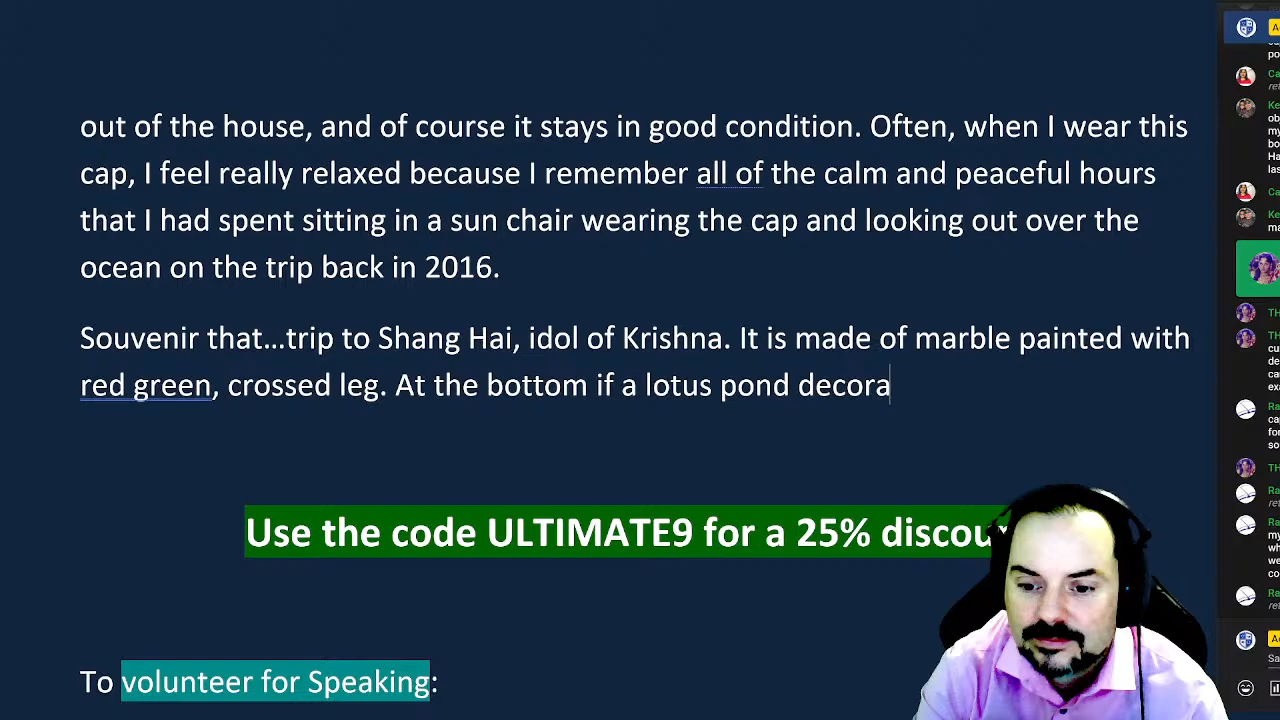 out of the house, and of course it stays in good condition. Often, when I wear this
cap, I feel really relaxed because I remember all of the calm and peaceful hours
that I had spent sitting in a sun chair wearing the cap and looking out over the
ocean on the trip back in 2016.
Souvenir that...trip to Shang Hai, idol of Krishna. It is made of marble painted with
red green, crossed leg. At the bottom if a lotus pond decora
Use the code ULTIMATE9 for a 25%
To volunteer for Speaking: